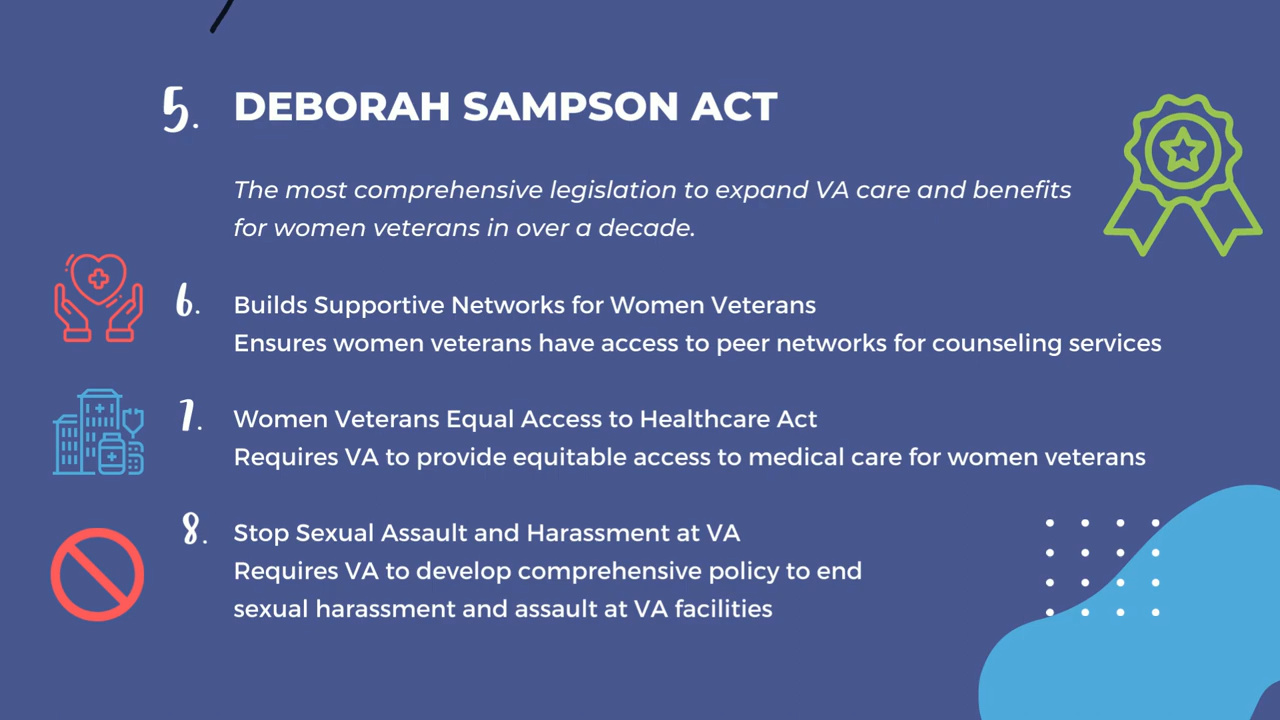 5. DEBORAH SAMPSON ACT
The most comprehensive legislation to expand VA care and benefits
for women veterans in over a decade.
6. Builds Supportive Networks for Women Veterans
Ensures women veterans have access to peer networks for counseling services
7. Women Veterans Equal Access to Healthcare Act
Requires VA to provide equitable access to medical care for women veterans
8. Stop Sexual Assault and Harassment at VA
Requires VA to develop comprehensive policy to end
sexual harassment and assault at VA facilities